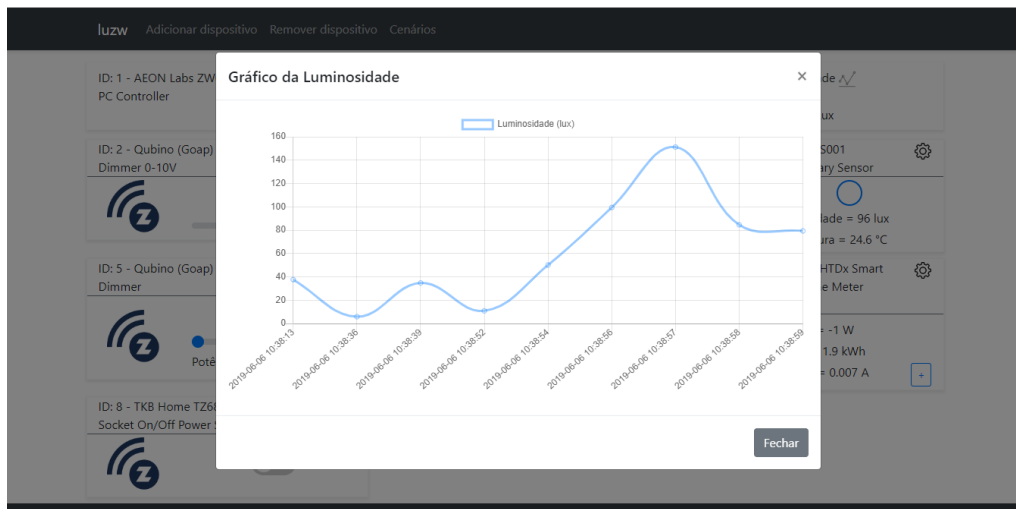 luzw Adicionar dispositivo Remover dispositivo Cenários
ID: 1 - AEON Labs ZW
PC Controller
ID: 2 - Qubino (Goap)
Dimmer 0-10V
ID: 5 - Qubino (Goap)
Dimmer
Potê
ID: 8 - TKB Home TZ68
Socket On/Off Power S
Gráfico da Luminosidade
×
Luminosidade (lux)
160
140
120
100
80
60
40
20
0
2019-06-06 10:38:13
2019-06-06 10:38:36
2019-06-06 10:38:39
2019-06-06 10:38:52
2019-06-06 10:38:54
2019-06-06 10:38:56
2019-06-06 10:38:57
2019-06-06 10:38:58
2019-06-06 10:38:59
Fechar
de
ux
S001
ary Sensor
lade = 96 lux
ura = 24.6 °C
HTDx Smart
e Meter
= -1 W
1.9 kWh
= 0.007 A
+